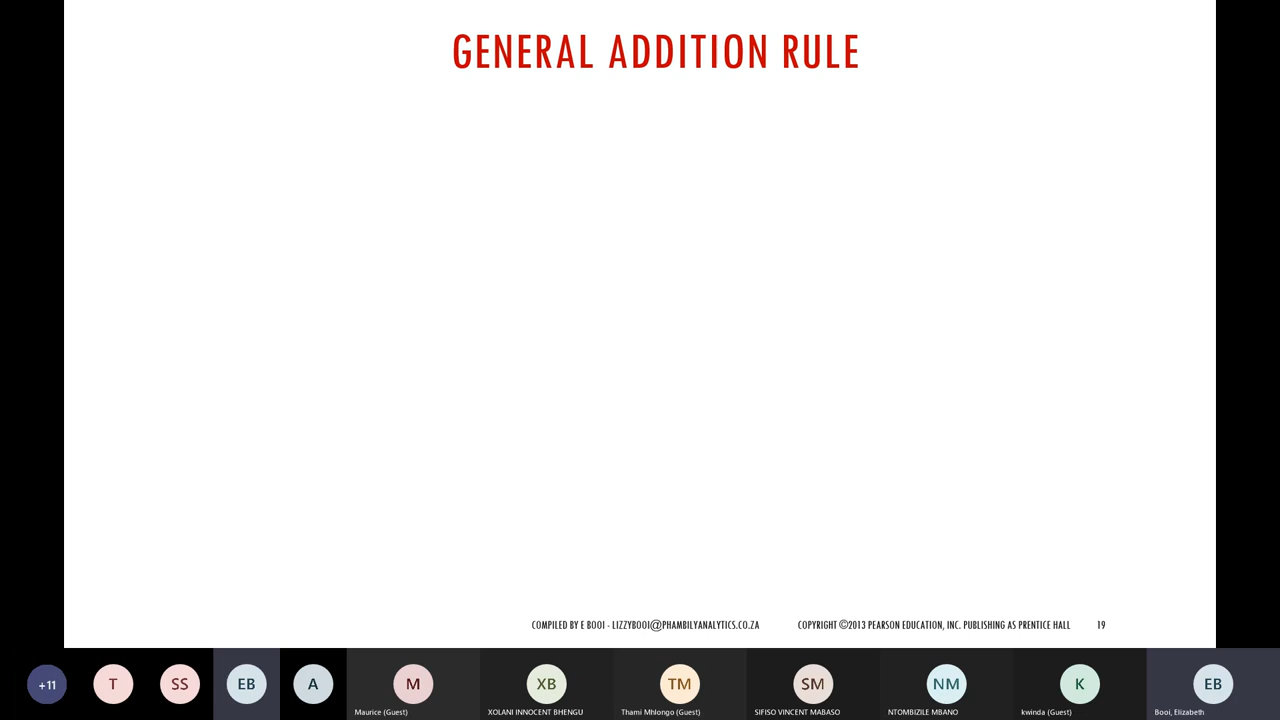 GENERAL ADDITION RULE
COMPILED BY E BOOI - LIZZYBOOI@PHAMBILYANALYTICS.CO.ZA COPYRIGHT ©2013 PEARSON EDUCATION, INC. PUBLISHING AS PRENTICE HALL 19
+11 T SS EB A M XB TM SM NM K EB
Maurice (Guest) XOLANI INNOCENT BHENGU Thami Mhlongo (Guest) SIFISO VINCENT MABASO NTOMBIZILE MBANO kwinda (Guest) Booi, Elizabeth